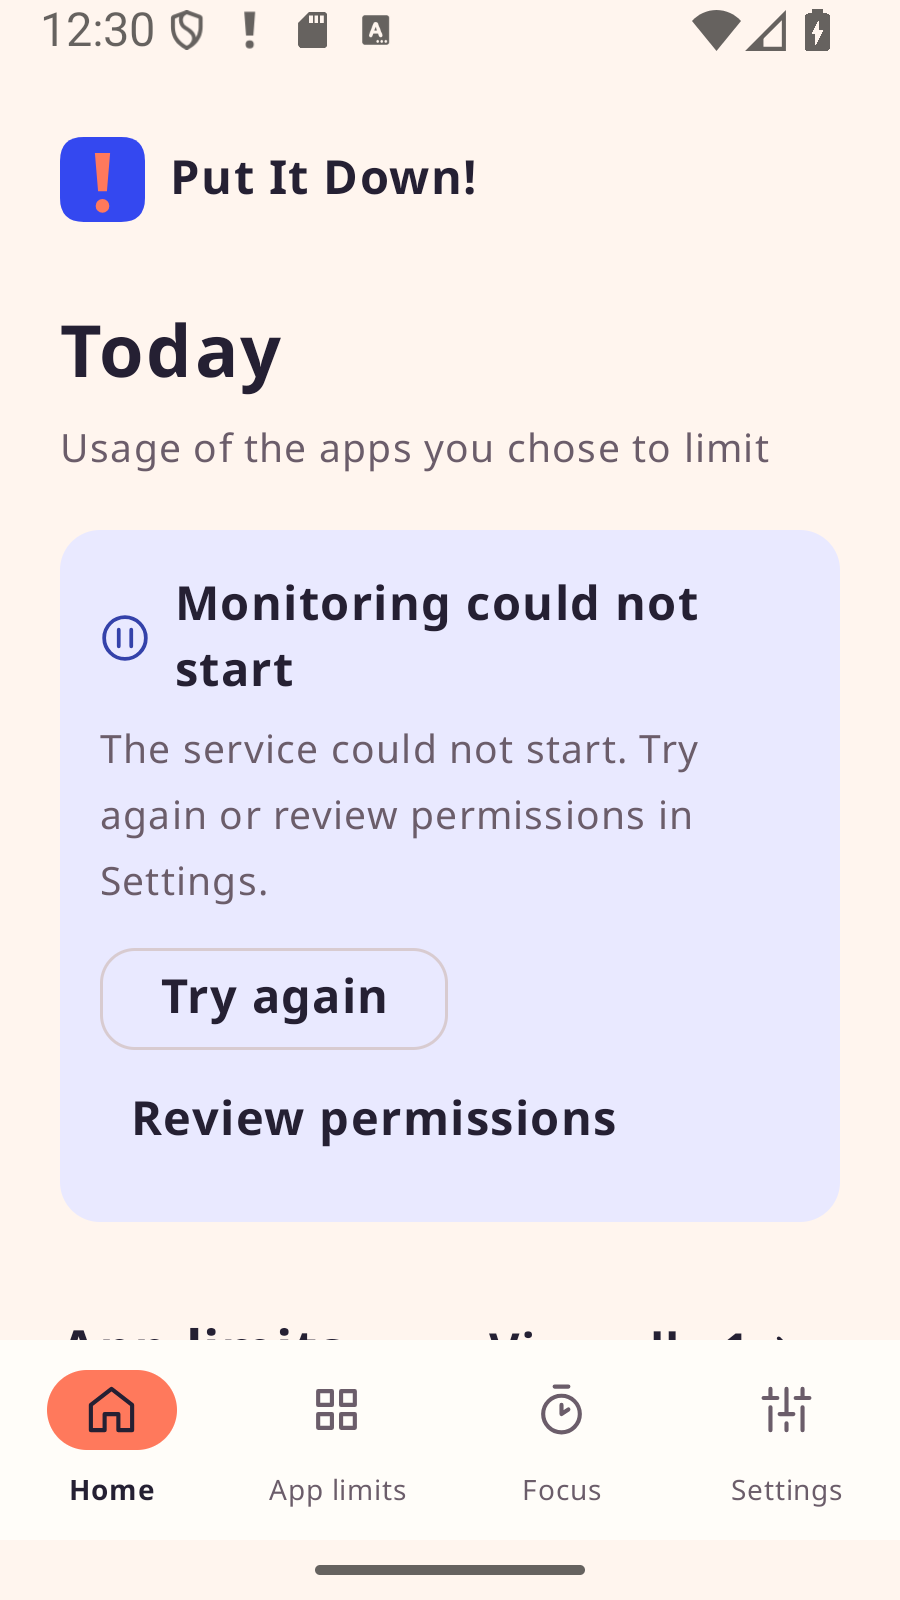 12:30
Put It Down!
Today
Usage of the apps you chose to limit
Monitoring could not
start
The service could not start. Try
again or review permissions in
Settings.
Try again
Review permissions
App limits
Home
App limits
Focus
Settings